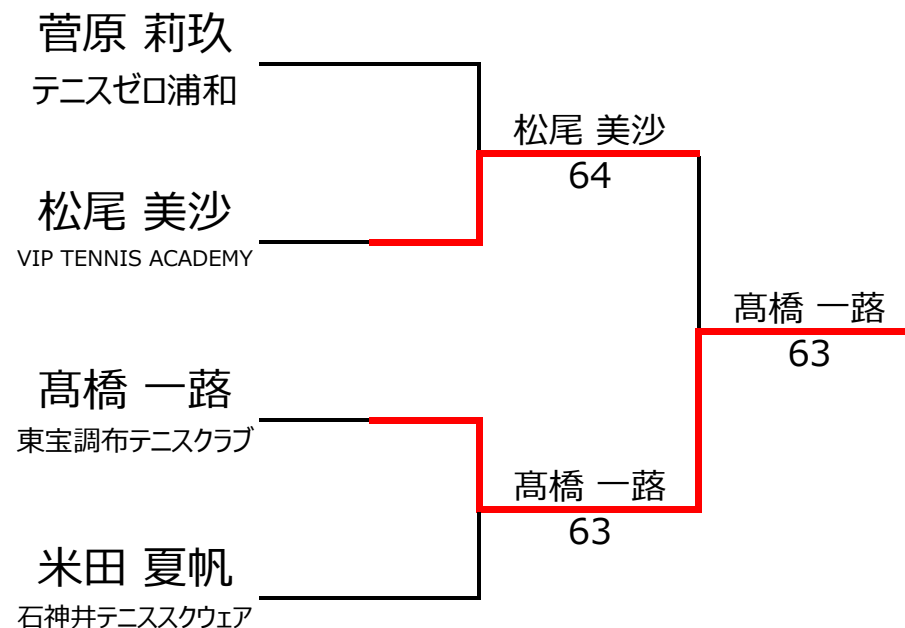 菅原 莉玖
テニスゼロ浦和
松尾 美沙
64
松尾 美沙
VIP TENNIS ACADEMY
髙橋 一蕗
63
髙橋 一蕗
東宝調布テニスクラブ
髙橋 一蕗
63
米田 夏帆
石神井テニススクウェア